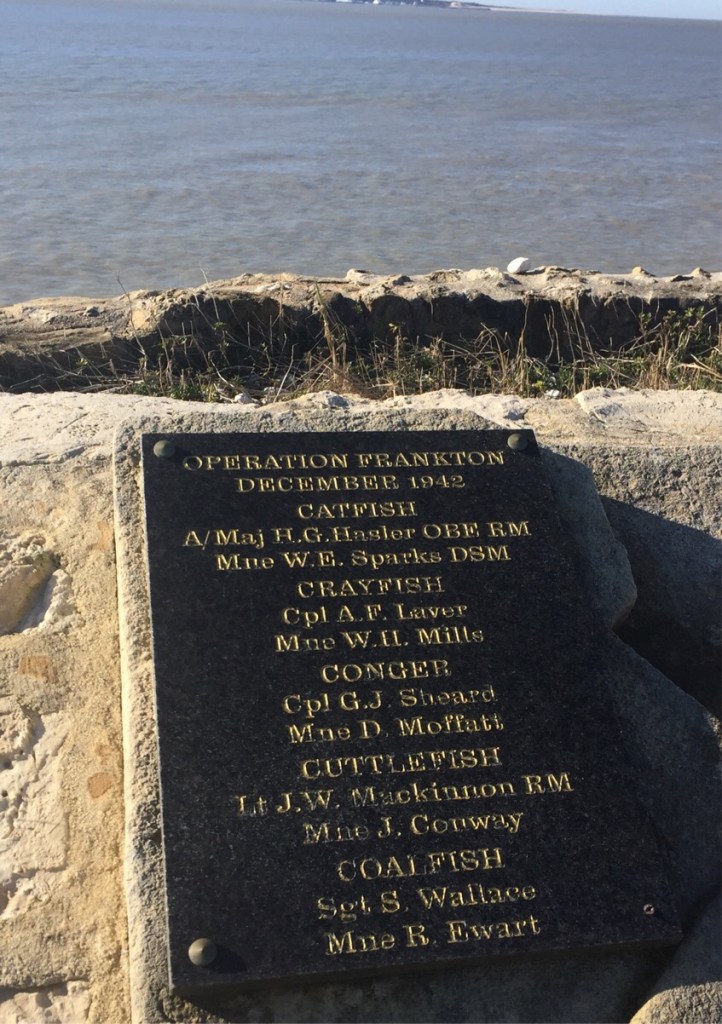 OPERATION FRANKTON
DECEMBER 1942
CATFISH
A/Maj H.G.Hasler OBE RM
Mne W.E. Sparks DSM
CRAYFISH
Cpl A.F. Laver
Mne W.H. Mills
CONGER
Cpl G.J. Sheard
Mne D. Moffatt
CUTTLEFISH
Lt J.W. Mackinnon RM
Mne J. Conway
COALFISH
Sgt S. Wallace
Mne R. Ewart